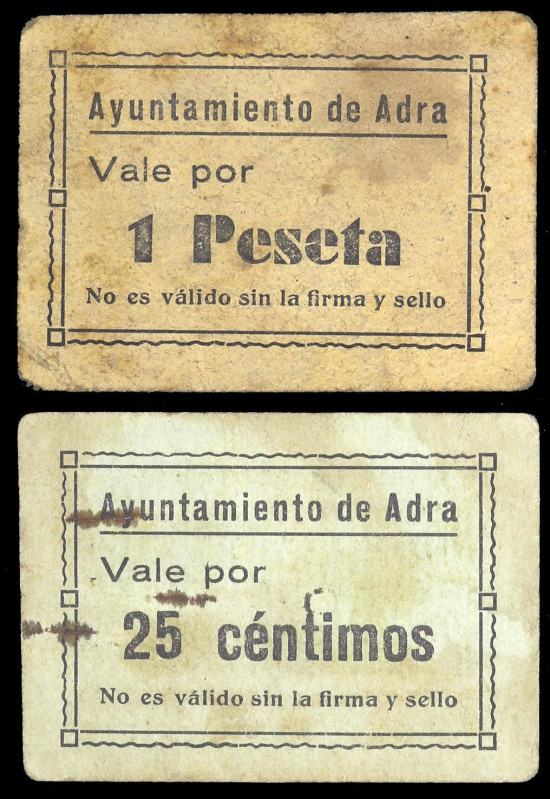 Ayuntamiento de Adra
Vale por
1 Peseta
No es válido sin la firma y sello
Ayuntamiento de Adra
Vale por
25 céntimos
No es válido sin la firma y sello